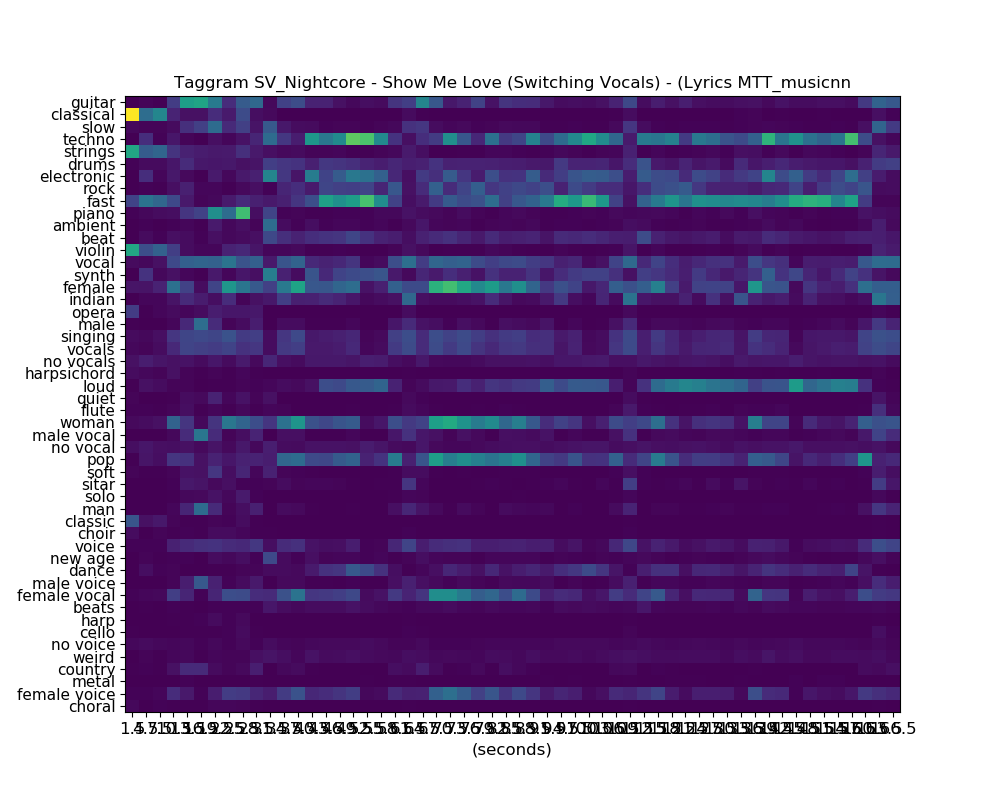 Taggram SV_Nightcore - Show Me Love (Switching Vocals) - (Lyrics MTT_musicnn
guitar
classical
slow
techno
strings
drums
electronic
rock
fast
piano
ambient
beat
violin
vocal
synth
female
indian
opera
male
singing
vocals
no vocals
harpsichord
loud
quiet
flute
woman
male vocal
no vocal
pop
soft
sitar
solo
man
classic
choir
voice
new age
dance
male voice
female vocal
beats
harp
cello
no voice
weird
country
metal
female voice
choral
(seconds)